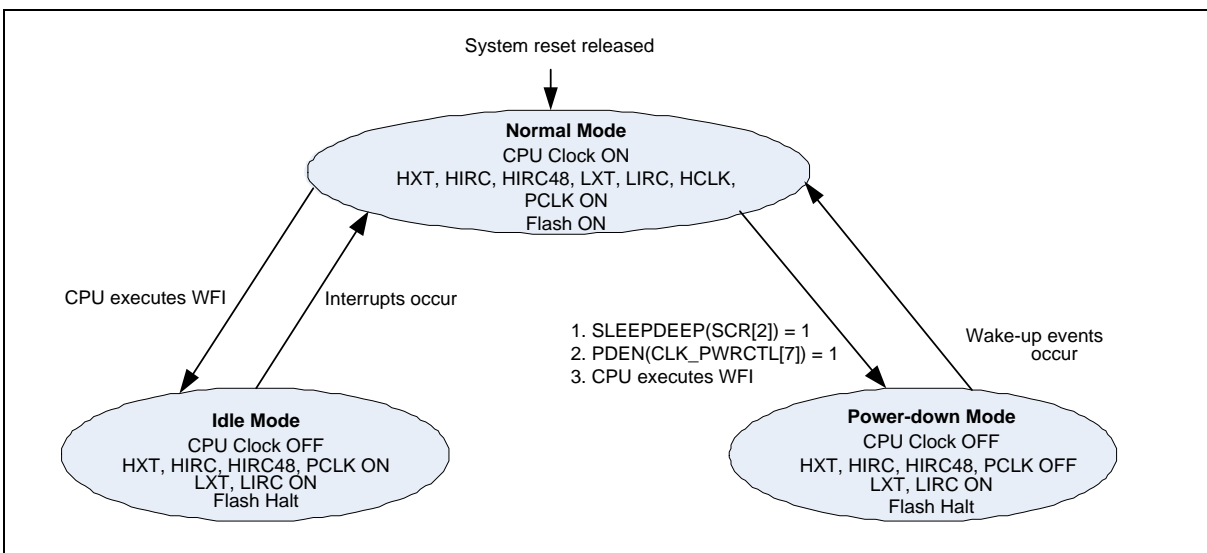 System reset released
Normal Mode
CPU Clock ON
HXT, HIRC, HIRC48, LXT, LIRC, HCLK,
PCLK ON
Flash ON
CPU executes WFI
Interrupts occur
1. SLEEPDEEP(SCR[2]) = 1
2. PDEN(CLK_PWRCTL[7]) = 1
3. CPU executes WFI
Wake-up events
occur
Idle Mode
CPU Clock OFF
HXT, HIRC, HIRC48, PCLK ON
LXT, LIRC ON
Flash Halt
Power-down Mode
CPU Clock OFF
HXT, HIRC, HIRC48, PCLK OFF
LXT, LIRC ON
Flash Halt